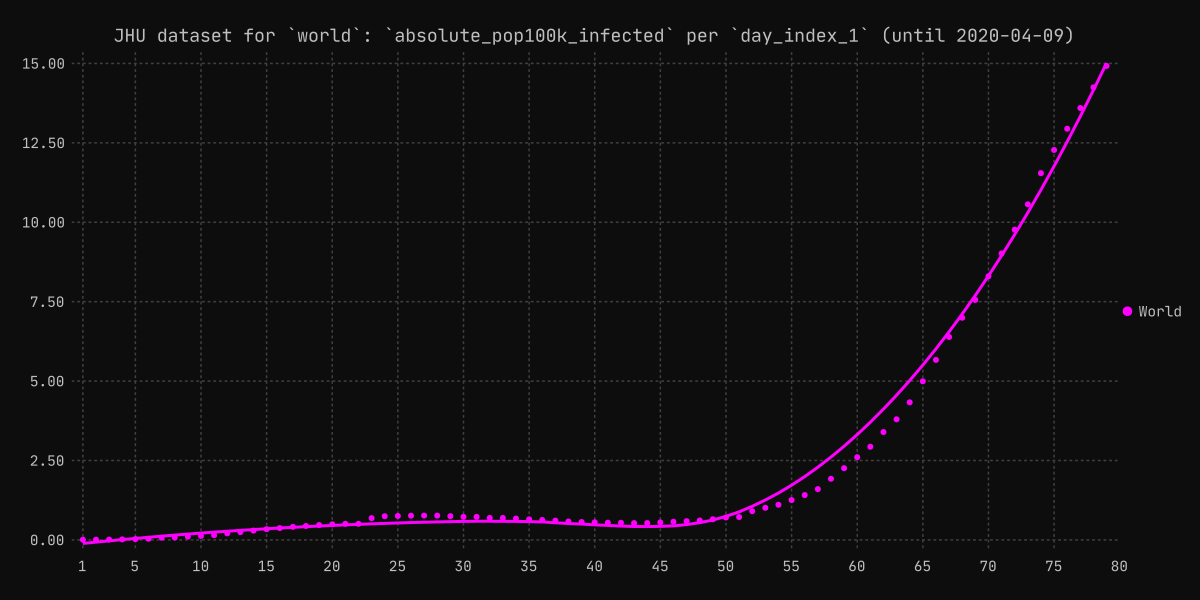 JHU dataset for `world`: `absolute_pop100k_infected` per `day_index_1` (until 2020-04-09)
15.00
12.50
10.00
7.50
5.00
2.50
0.00
World
1 5 10 15 20 25 30 35 40 45 50 55 60 65 70 75 80